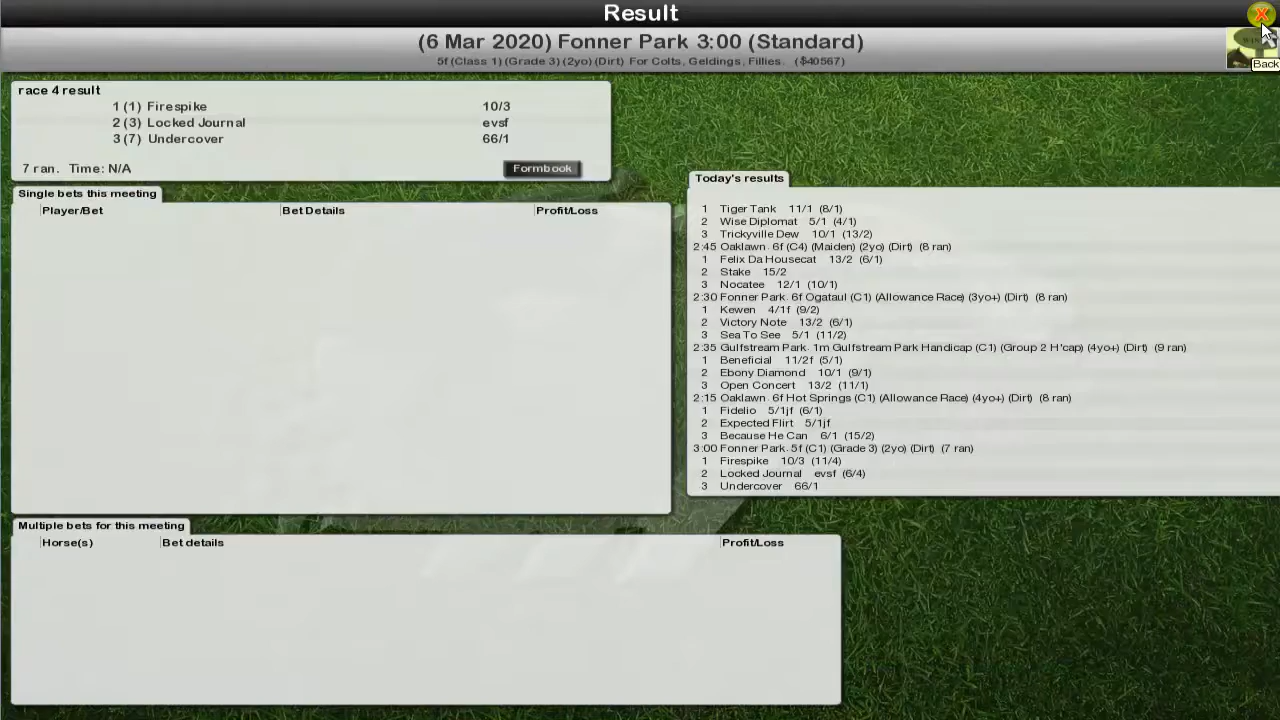 Result
(6 Mar 2020) Fonner Park 3:00 (Standard)
5f (Class 1) (Grade 3) (2yo) (Dirt) For Colts, Geldings, Fillies. ($40567)
Back
race 4 result
1 (1) Firespike 10/3
2 (3) Locked Journal evsf
3 (7) Undercover 66/1
7 ran. Time: N/A
Formbook
Single bets this meeting
Player/Bet Bet Details Profit/Loss
Today's results
1 Tiger Tank 11/1 (8/1)
2 Wise Diplomat 5/1 (4/1)
3 Trickyville Dew 10/1 (13/2)
2:45 Oaklawn. 6f (C4) (Maiden) (2yo) (Dirt) (8 ran)
1 Felix Da Housecat 13/2 (6/1)
2 Stake 15/2
3 Nocatee 12/1 (10/1)
2:30 Fonner Park. 6f Ogataul (C1) (Allowance Race) (3yo+) (Dirt) (8 ran)
1 Kewen 4/1f (9/2)
2 Victory Note 13/2 (6/1)
3 Sea To See 5/1 (11/2)
2:35 Gulfstream Park. 1m Gulfstream Park Handicap (C1) (Group 2 H'cap) (4yo+) (Dirt) (9 ran)
1 Beneficial 11/2f (5/1)
2 Ebony Diamond 10/1 (9/1)
3 Open Concert 13/2 (11/1)
2:15 Oaklawn. 6f Hot Springs (C1) (Allowance Race) (4yo+) (Dirt) (8 ran)
1 Fidelio 5/1jf (6/1)
2 Expected Flirt 5/1jf
3 Because He Can 6/1 (15/2)
3:00 Fonner Park. 5f (C1) (Grade 3) (2yo) (Dirt) (7 ran)
1 Firespike 10/3 (11/4)
2 Locked Journal evsf (6/4)
3 Undercover 66/1
Multiple bets for this meeting
Horse(s) Bet details Profit/Loss